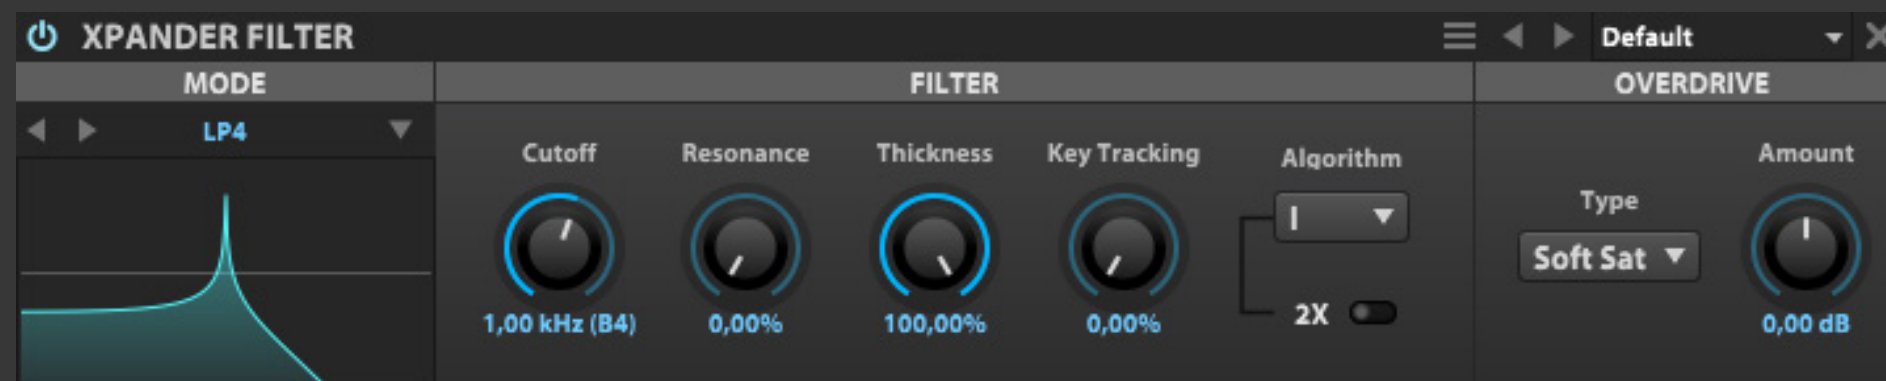 XPANDER FILTER
Default
MODE
FILTER
OVERDRIVE
LP4
Cutoff
Resonance
Thickness
Key Tracking
Algorithm
Amount
Type
I
Soft Sat
2X
1,00 kHz (B4)
0,00%
100,00%
0,00%
0,00 dB